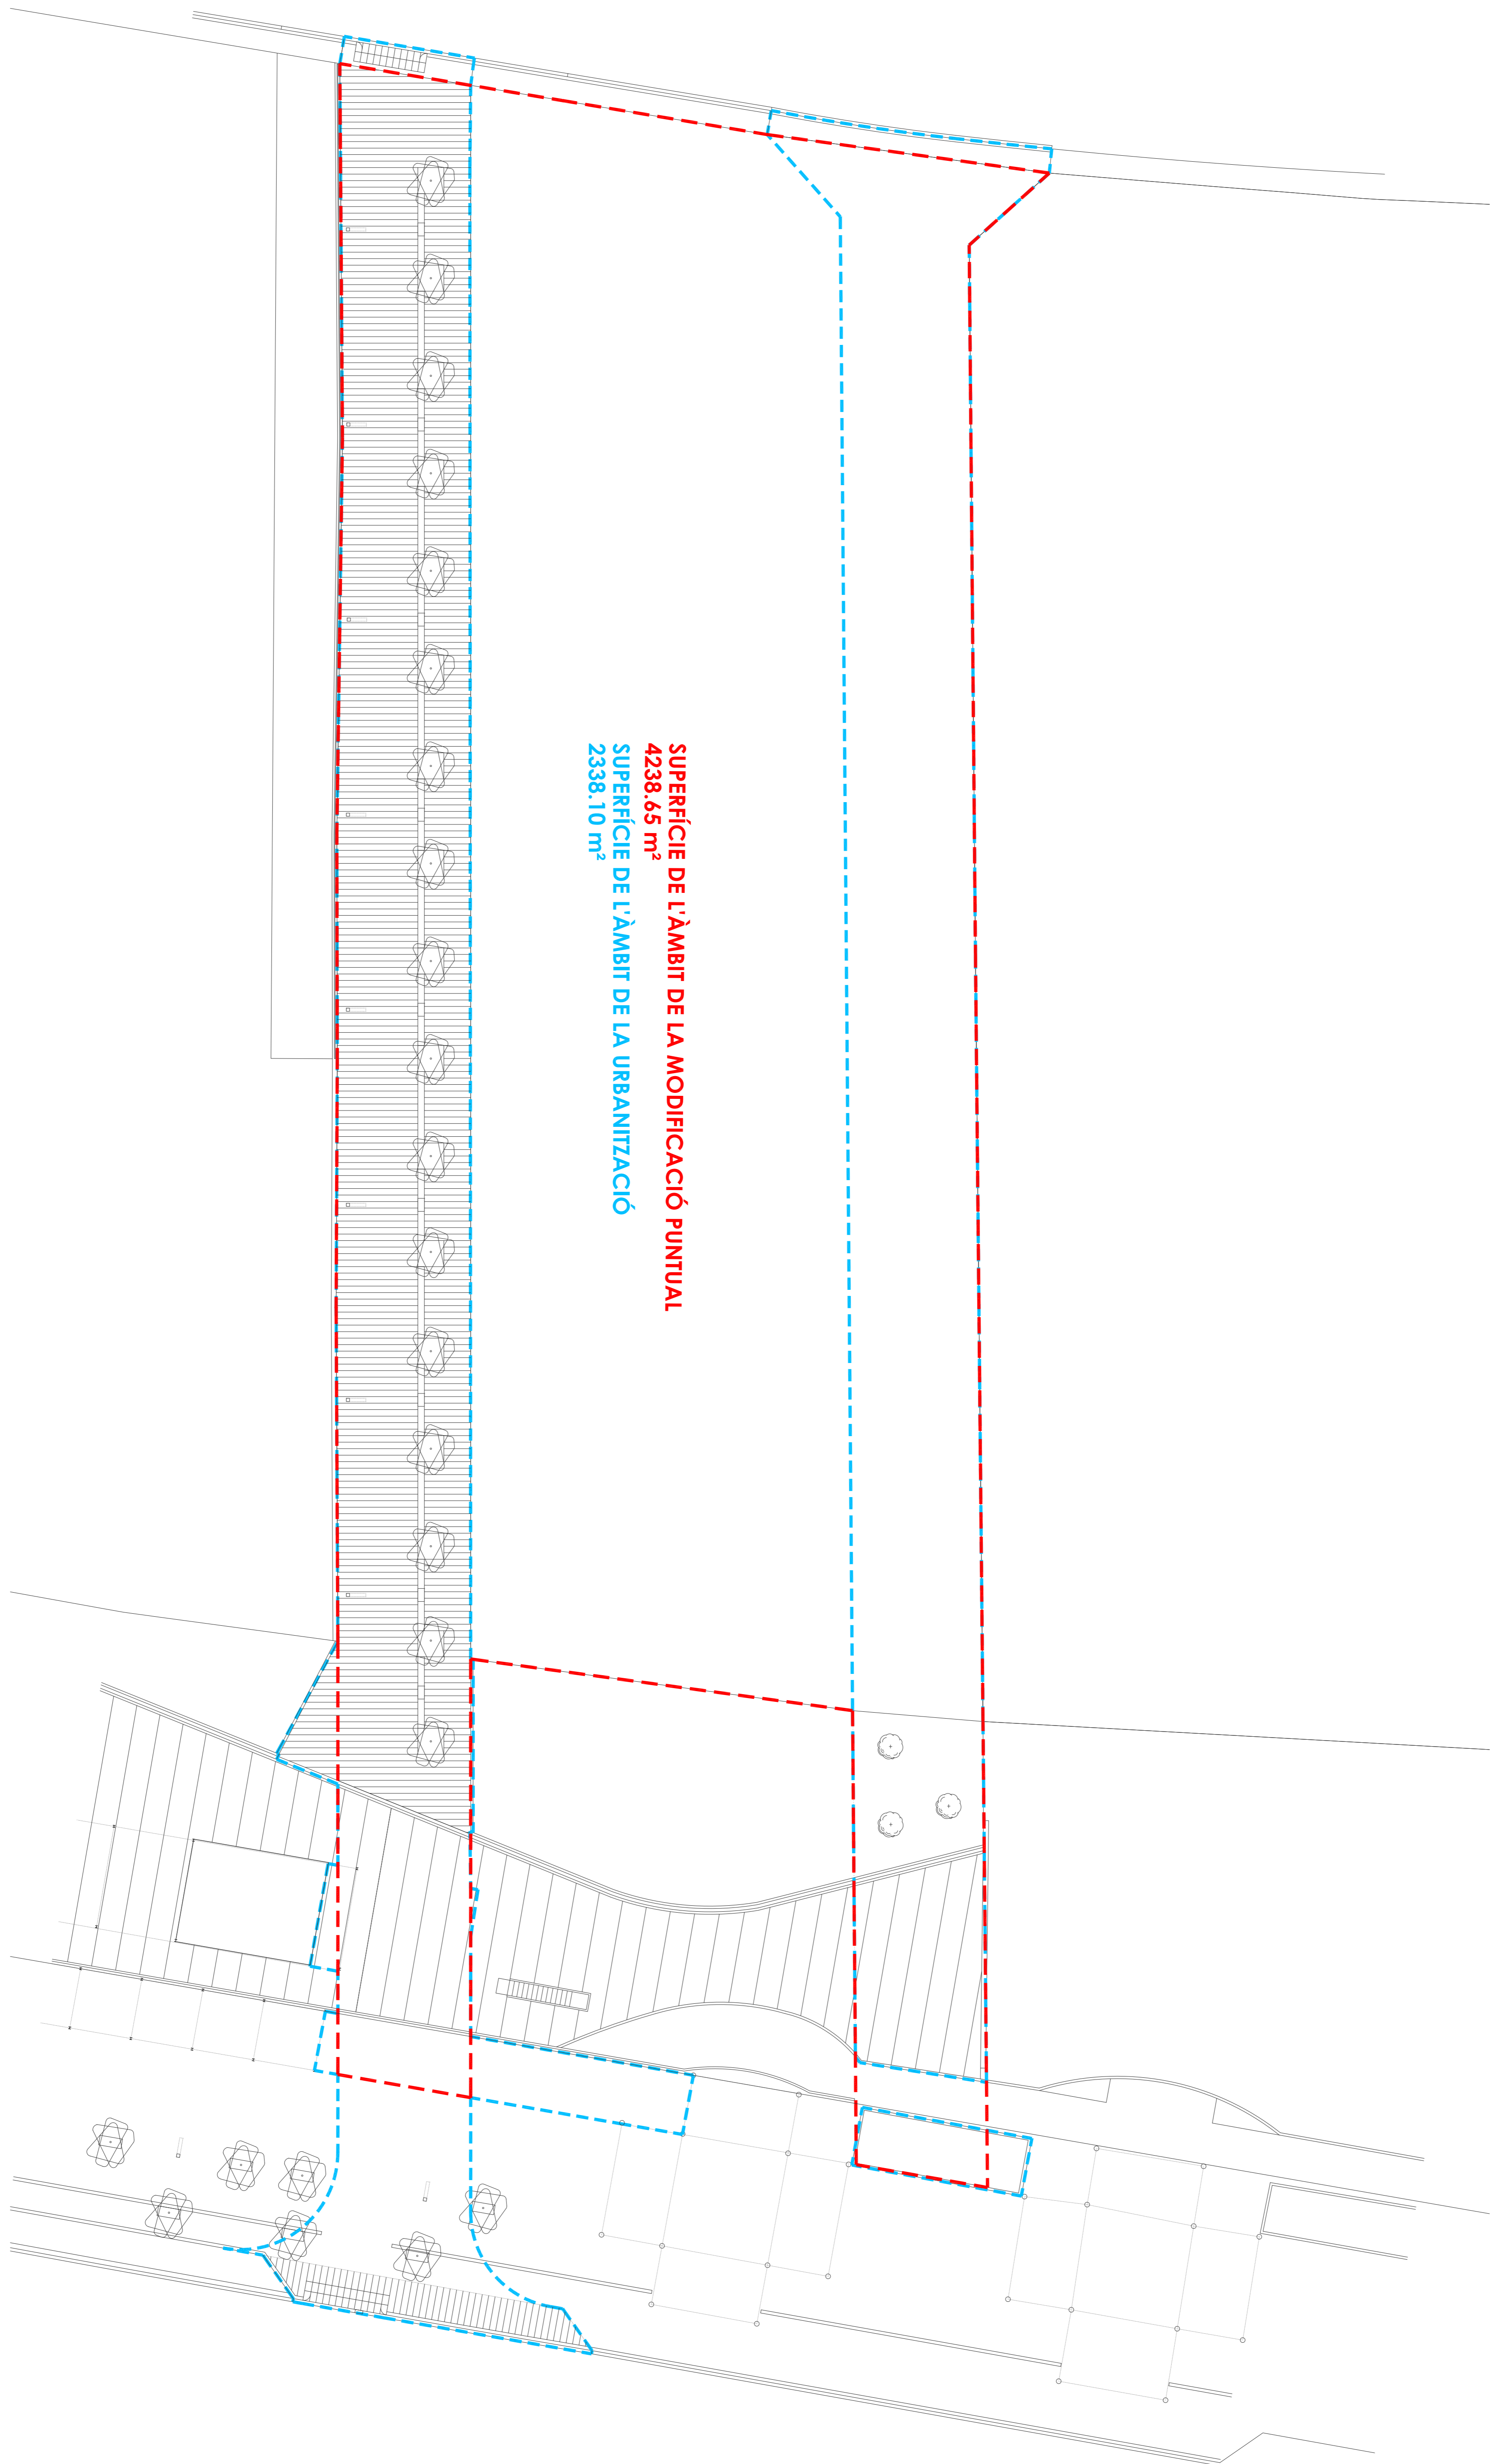 SUPERFÍCIE DE L'ÀMBIT DE LA MODIFICACIÓ PUNTUAL
4238.65 m²
SUPERFÍCIE DE L'ÀMBIT DE LA URBANITZACIÓ
2338.10 m²